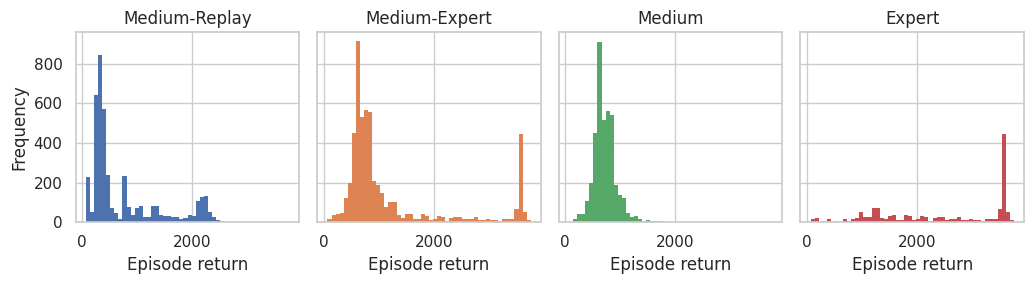 Medium-Replay
Medium-Expert
Medium
Expert
Frequency
800
600
400
200
0
0
2000
0
2000
0
2000
0
2000
Episode return
Episode return
Episode return
Episode return